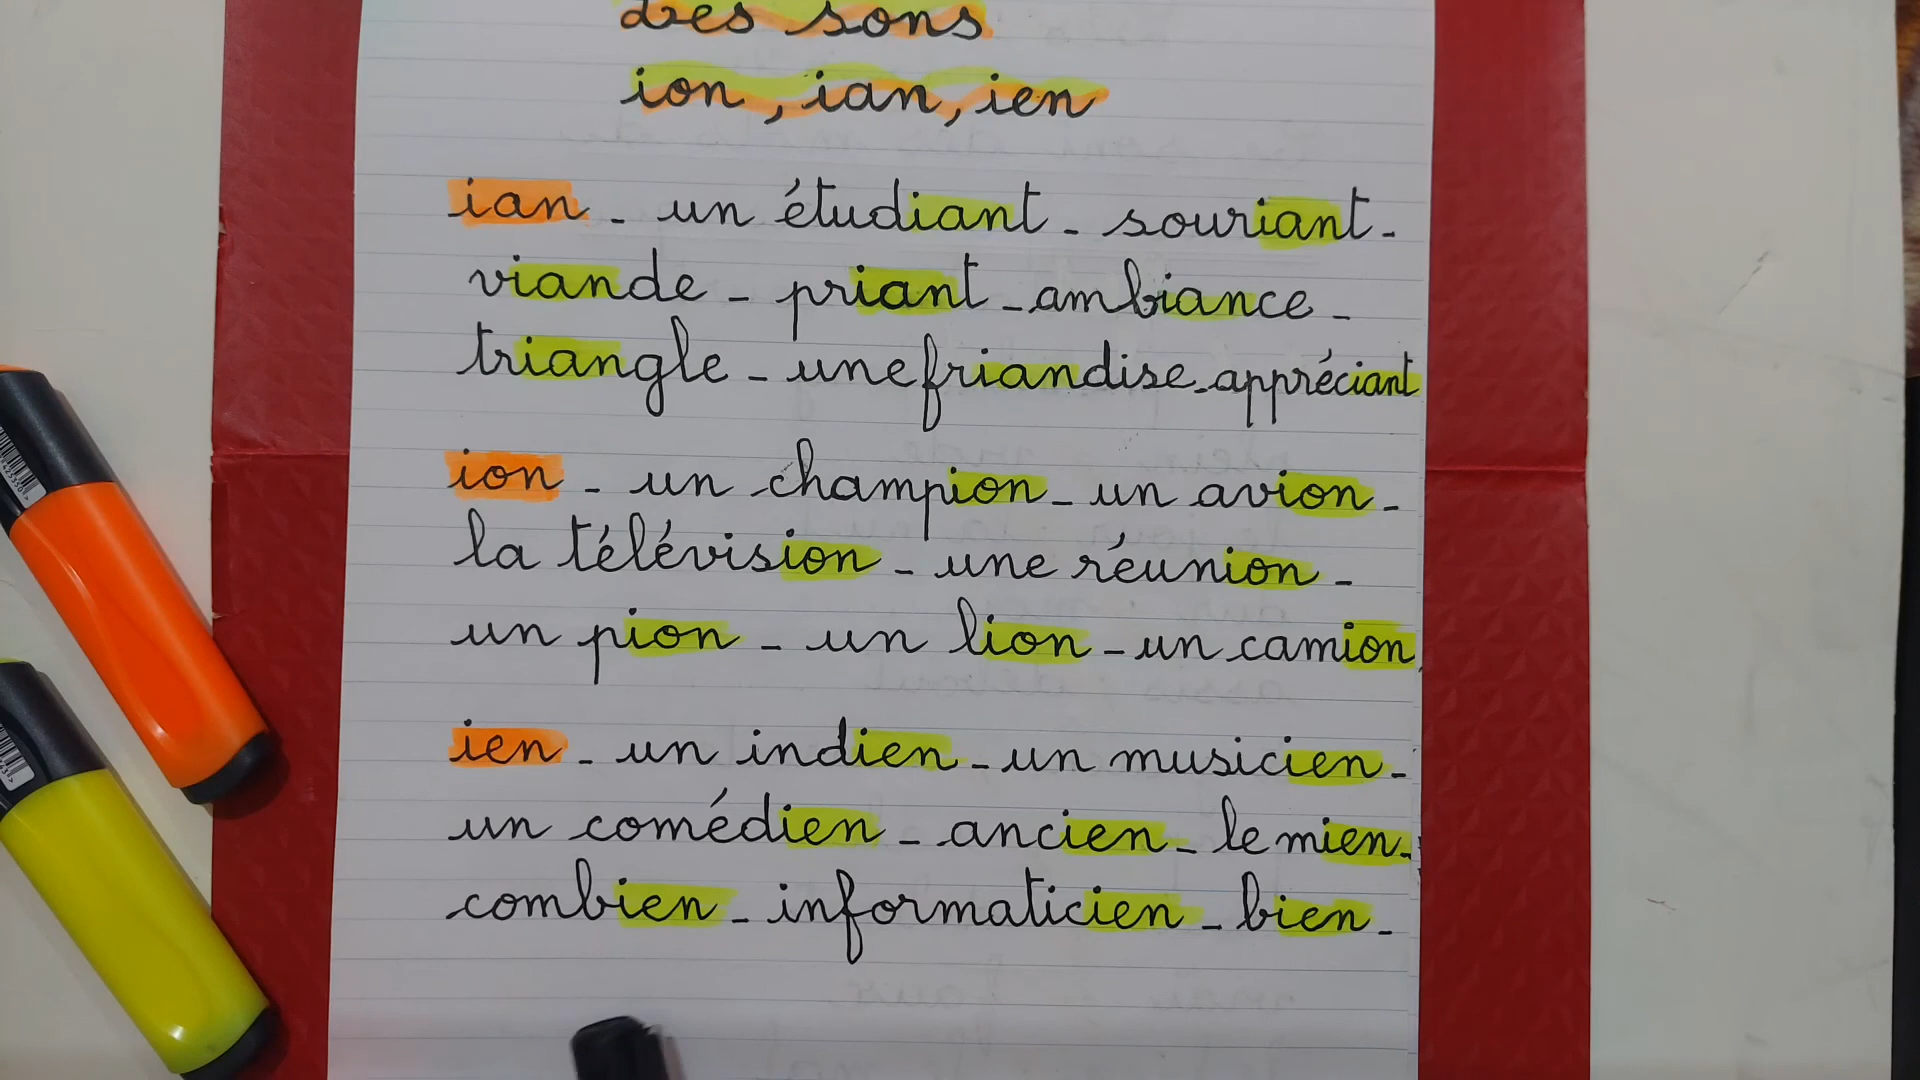 Les sons
ion, ian, ien
ian - un étudiant - souriant -
viande - priant - ambiance -
triangle - une friandise - appréciant
ion - un champion - un avion -
la télévision - une réunion -
un pion - un lion - un camion
ien - un indien - un musicien -
un comédien - ancien - le mien -
combien - informaticien - bien -